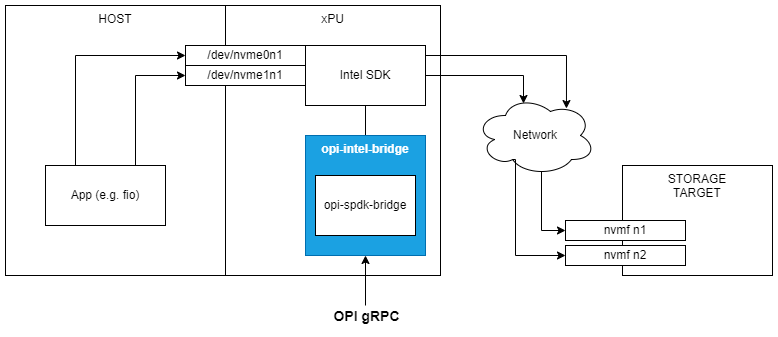 HOST
xPU
/dev/nvme0n1
/dev/nvme1n1
Intel SDK
opi-intel-bridge
opi-spdk-bridge
App (e.g. fio)
OPI gRPC
Network
STORAGE
TARGET
nvmf n1
nvmf n2